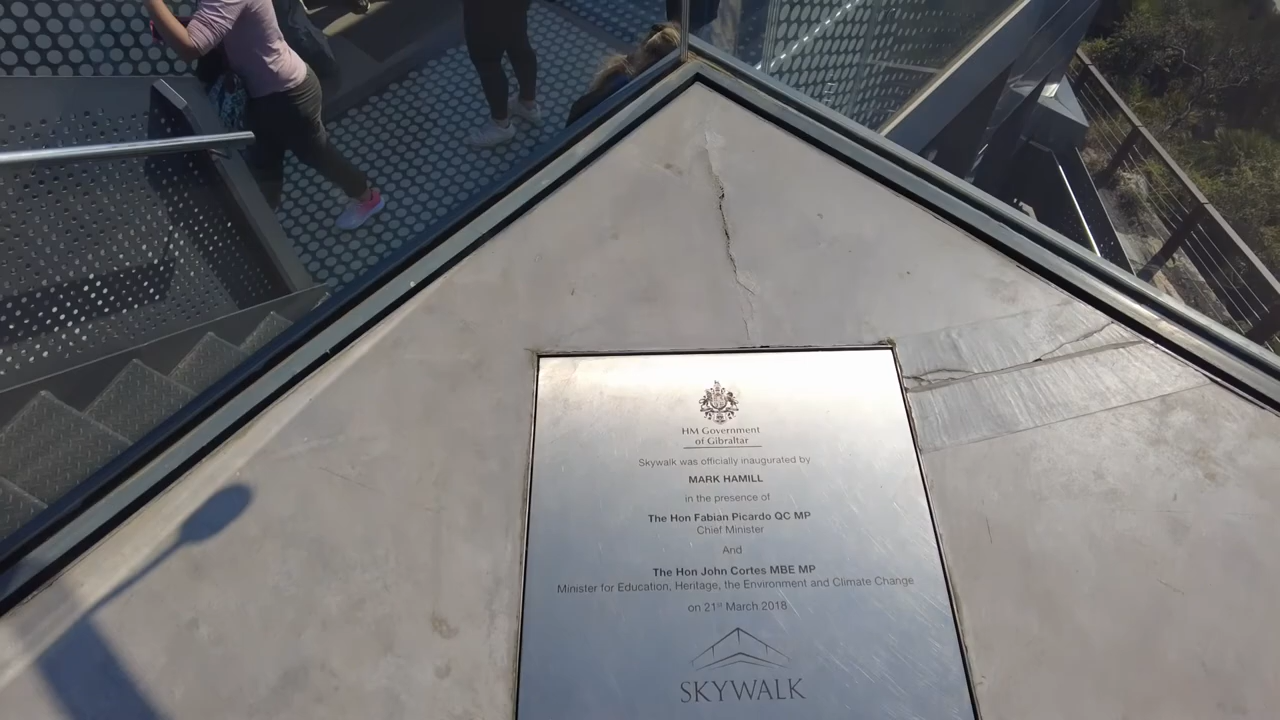 HM Government
of Gibraltar
Skywalk was officially inaugurated by
MARK HAMILL
in the presence of
The Hon Fabian Picardo QC MP
Chief Minister
And
The Hon John Cortes MBE MP
Minister for Education, Heritage, the Environment and Climate Change
on 21st March 2018
SKYWALK